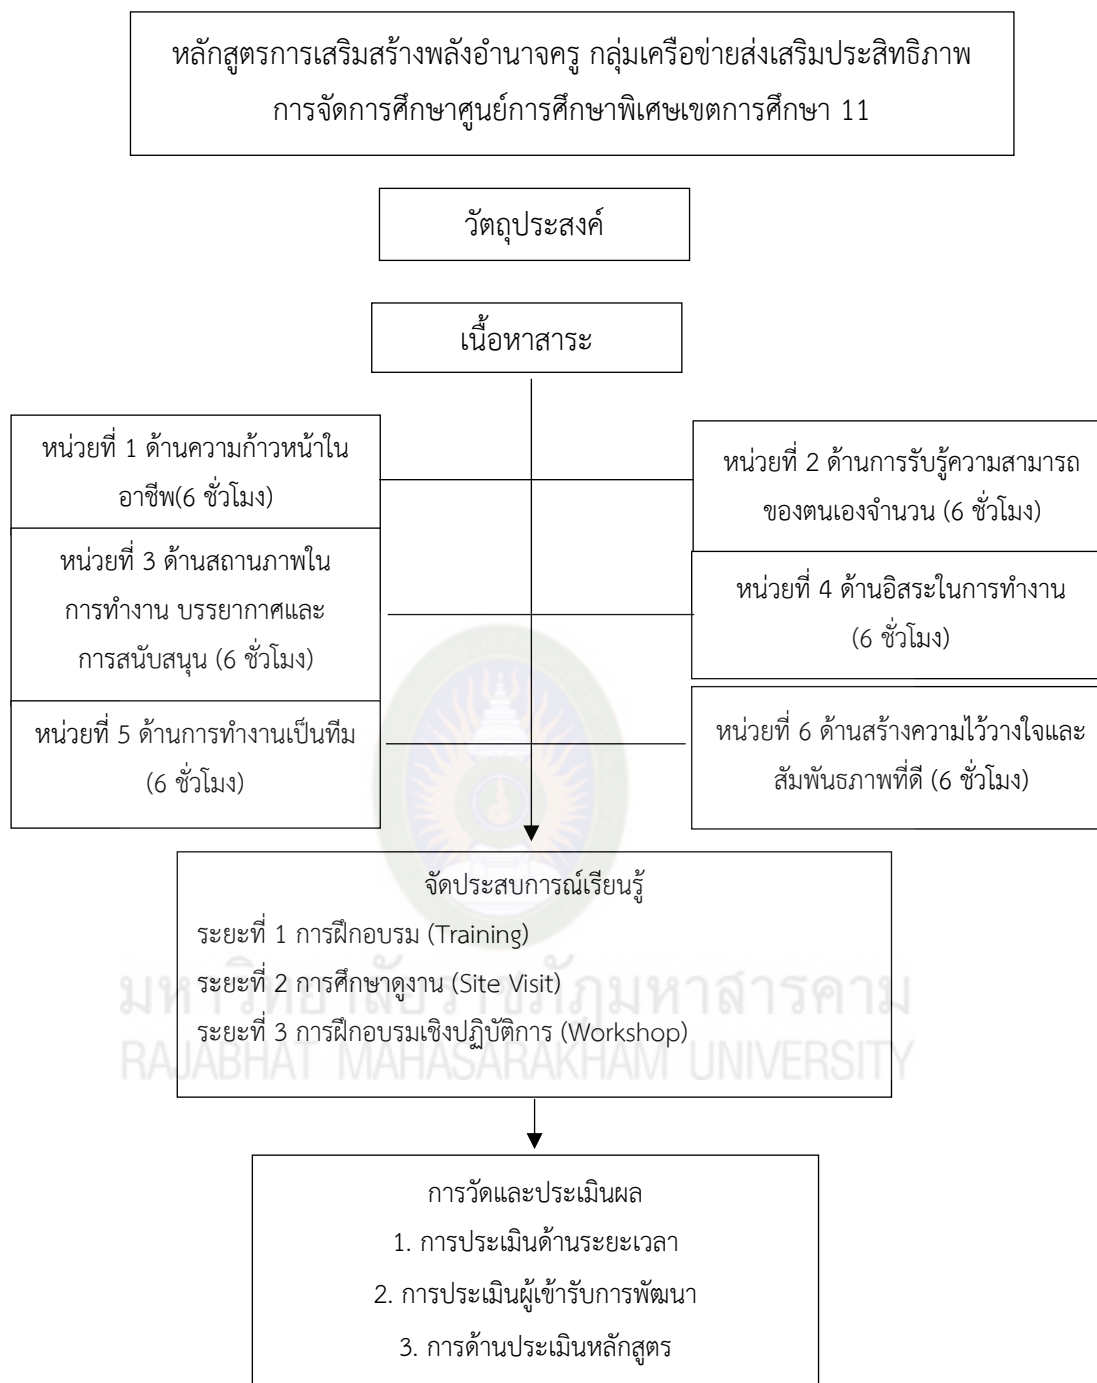 หลักสูตรการเสริมสร้างพลังอำนาจครู กลุ่มเครือข่ายส่งเสริมประสิทธิภาพ
การจัดการศึกษาศูนย์การศึกษาพิเศษเขตการศึกษา 11
วัตถุประสงค์
เนื้อหาสาระ
หน่วยที่ 1 ด้านความก้าวหน้าใน
อาชีพ(6 ชั่วโมง)
หน่วยที่ 2 ด้านการรับรู้ความสามารถ
ของตนเองจำนวน (6 ชั่วโมง)
หน่วยที่ 3 ด้านสถานภาพใน
การทำงาน บรรยากาศและ
การสนับสนุน (6 ชั่วโมง)
หน่วยที่ 4 ด้านอิสระในการทำงาน
(6 ชั่วโมง)
หน่วยที่ 5 ด้านการทำงานเป็นทีม
(6 ชั่วโมง)
หน่วยที่ 6 ด้านสร้างความไว้วางใจและ
สัมพันธภาพที่ดี (6 ชั่วโมง)
จัดประสบการณ์เรียนรู้
ระยะที่ 1 การฝึกอบรม (Training)
ระยะที่ 2 การศึกษาดูงาน (Site Visit)
ระยะที่ 3 การฝึกอบรมเชิงปฏิบัติการ (Workshop)
มหาวิทยาลัยราชภัฏมหาสารคาม
RAJABHAT MAHASARAKHAM UNIVERSITY
การวัดและประเมินผล
1. การประเมินด้านระยะเวลา
2. การประเมินผู้เข้ารับการพัฒนา
3. การด้านประเมินหลักสูตร